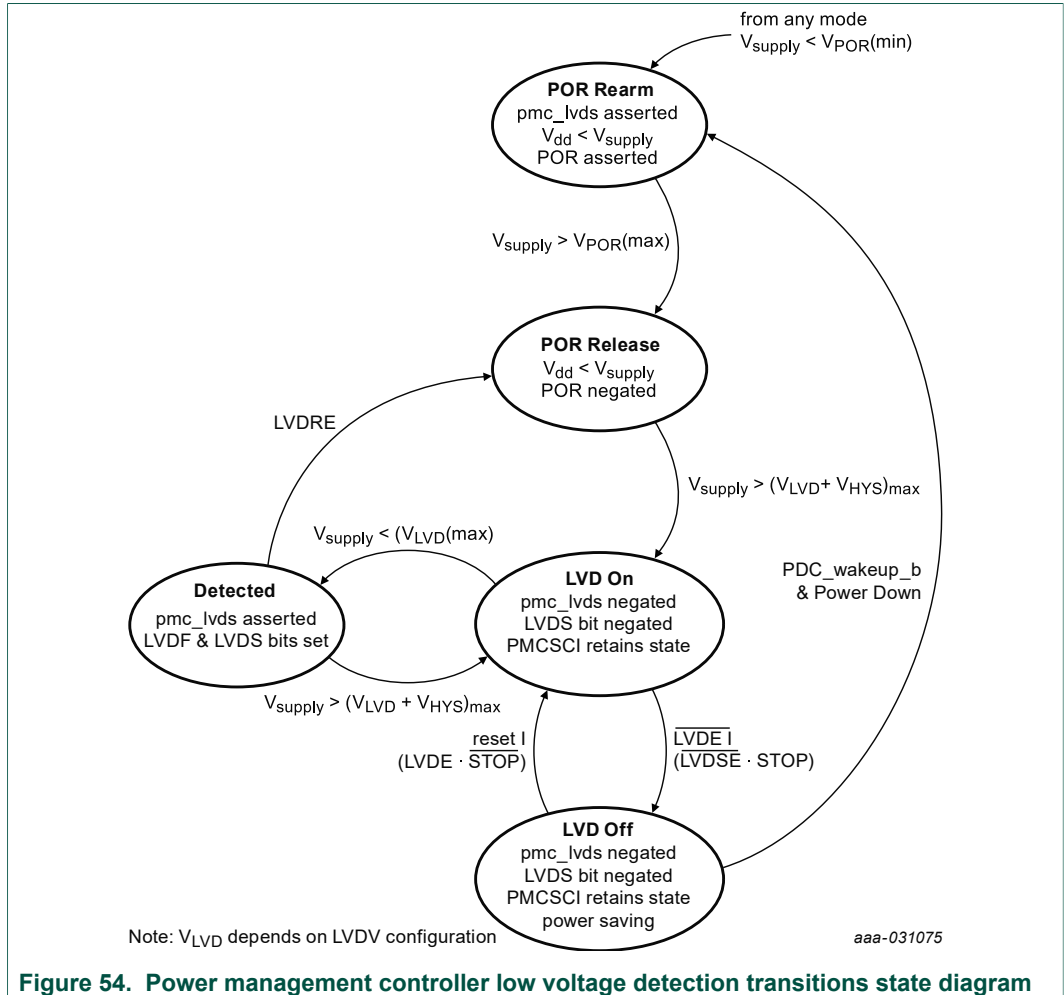 from any mode
Vsupply < VPOR(min)
POR Rearm
pmc_lvds asserted
Vdd < Vsupply
POR asserted
Vsupply > VPOR(max)
POR Release
Vdd < Vsupply
POR negated
LVDRE
Vsupply > (VLVD+ VHYS)max
Vsupply < (VLVD(max)
PDC_wakeup_b
& Power Down
Detected
pmc_lvds asserted
LVDF & LVDS bits set
LVD On
pmc_lvds negated
LVDS bit negated
PMCSCI retains state
Vsupply > (VLVD + VHYS)max
reset I
(LVDE · S̅T̅O̅P̅)
L̅V̅D̅E̅ ̅I̅
(L̅V̅D̅S̅E̅ · STOP)
LVD Off
pmc_lvds negated
LVDS bit negated
PMCSCI retains state
power saving
Note: VLVD depends on LVDV configuration
aaa-031075
Figure 54. Power management controller low voltage detection transitions state diagram